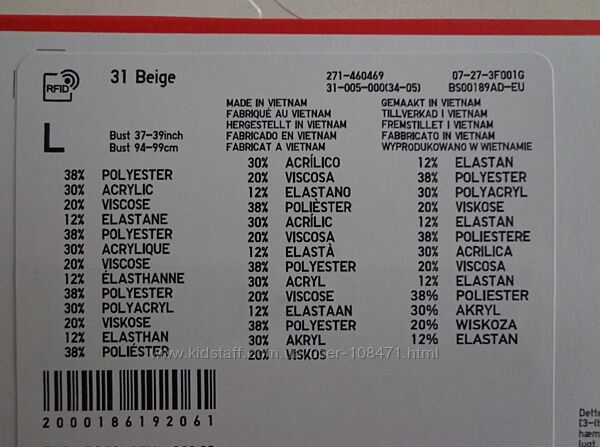 RFID
31 Beige
271-460469
07-27-3F001G
31-005-000(34-05)
BS00189AD-EU
L
Bust 37-39inch
Bust 94-99cm
MADE IN VIETNAM
FABRIQUÉ AU VIETNAM
HERGESTELLT IN VIETNAM
FABRICADO EN VIETNAM
FABRICAT A VIETNAM
GEMAAKT IN VIETNAM
TILLVERKAD I VIETNAM
FREMSTILLET I VIETNAM
FABBRICATO IN VIETNAM
WYPRODUKOWANO W WIETNAMIE
38% POLYESTER
30% ACRYLIC
20% VISCOSE
12% ELASTANE
38% POLYESTER
30% ACRYLIQUE
20% VISCOSE
12% ÉLASTHANNE
38% POLYESTER
30% POLYACRYL
20% VISKOSE
12% ELASTHAN
38% POLIÉSTER
30% ACRÍLICO
20% VISCOSA
12% ELASTANO
38% POLIÈSTER
30% ACRÍLIC
20% VISCOSA
12% ELASTÀ
38% POLYESTER
30% ACRYL
20% VISCOSE
12% ELASTAAN
38% POLYESTER
30% AKRYL
20% VISKOS
12% ELASTAN
38% POLYESTER
30% POLYACRYL
20% VISKOSE
12% ELASTAN
38% POLIESTERE
30% ACRILICA
20% VISCOSA
12% ELASTAN
38% POLIESTER
30% AKRYL
20% WISKOZA
12% ELASTAN
2000186192061
Dette
[3-(t
hæm
lugt